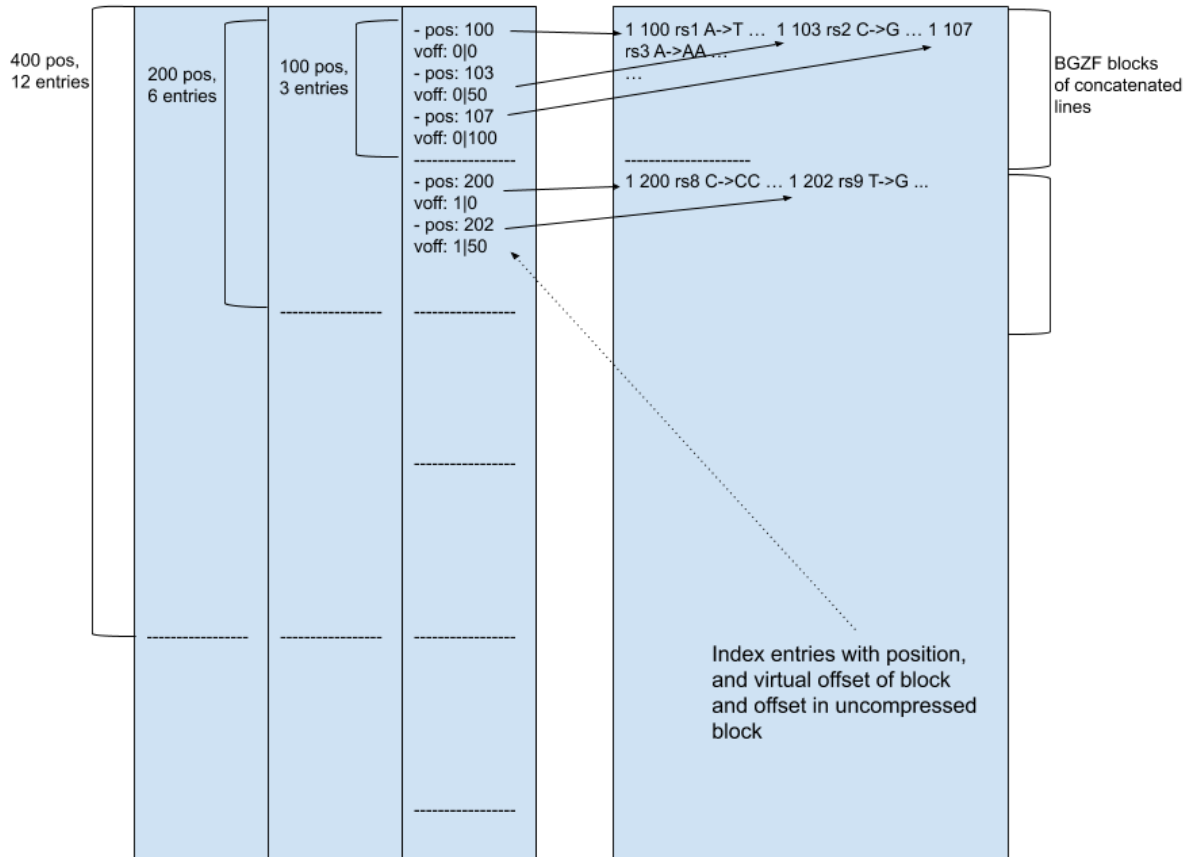 400 pos,
12 entries
200 pos,
6 entries
100 pos,
3 entries
- pos: 100
voff: 0|0
- pos: 103
voff: 0|50
- pos: 107
voff: 0|100
----------------
- pos: 200
voff: 1|0
- pos: 202
voff: 1|50
1 100 rs1 A->T … 1 103 rs2 C->G … 1 107
rs3 A->AA …
…
--------------------
1 200 rs8 C->CC … 1 202 rs9 T->G ...
BGZF blocks
of concatenated
lines
Index entries with position,
and virtual offset of block
and offset in uncompressed
block